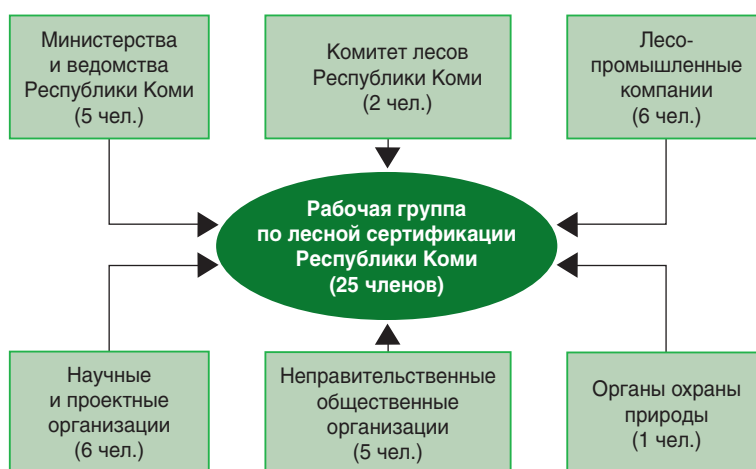 Министерства
и ведомства
Республики Коми
(5 чел.)
Комитет лесов
Республики Коми
(2 чел.)
Лесо-
промышленные
компании
(6 чел.)
Рабочая группа
по лесной сертификации
Республики Коми
(25 членов)
Научные
и проектные
организации
(6 чел.)
Неправительственные
общественные
организации
(5 чел.)
Органы охраны
природы
(1 чел.)